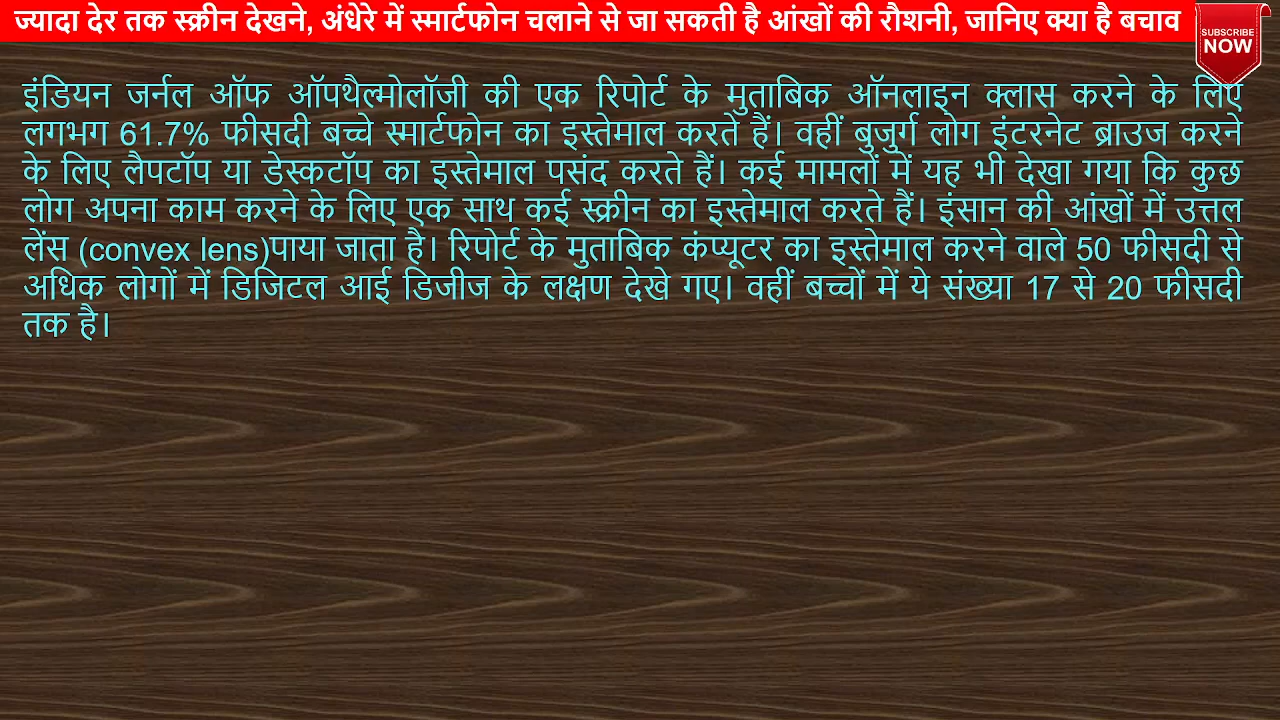 ज्यादा देर तक स्क्रीन देखने, अंधेरे में स्मार्टफोन चलाने से जा सकती है आंखों की रौशनी, जानिए क्या है बचाव
SUBSCRIBE
NOW
इंडियन जर्नल ऑफ ऑपथैल्मोलॉजी की एक रिपोर्ट के मुताबिक ऑनलाइन क्लास करने के लिए
लगभग 61.7% फीसदी बच्चे स्मार्टफोन का इस्तेमाल करते हैं। वहीं बुजुर्ग लोग इंटरनेट ब्राउज करने
के लिए लैपटॉप या डेस्कटॉप का इस्तेमाल पसंद करते हैं। कई मामलों में यह भी देखा गया कि कुछ
लोग अपना काम करने के लिए एक साथ कई स्क्रीन का इस्तेमाल करते हैं। इंसान की आंखों में उत्तल
लेंस (convex lens)पाया जाता है। रिपोर्ट के मुताबिक कंप्यूटर का इस्तेमाल करने वाले 50 फीसदी से
अधिक लोगों में डिजिटल आई डिजीज के लक्षण देखे गए। वहीं बच्चों में ये संख्या 17 से 20 फीसदी
तक है।